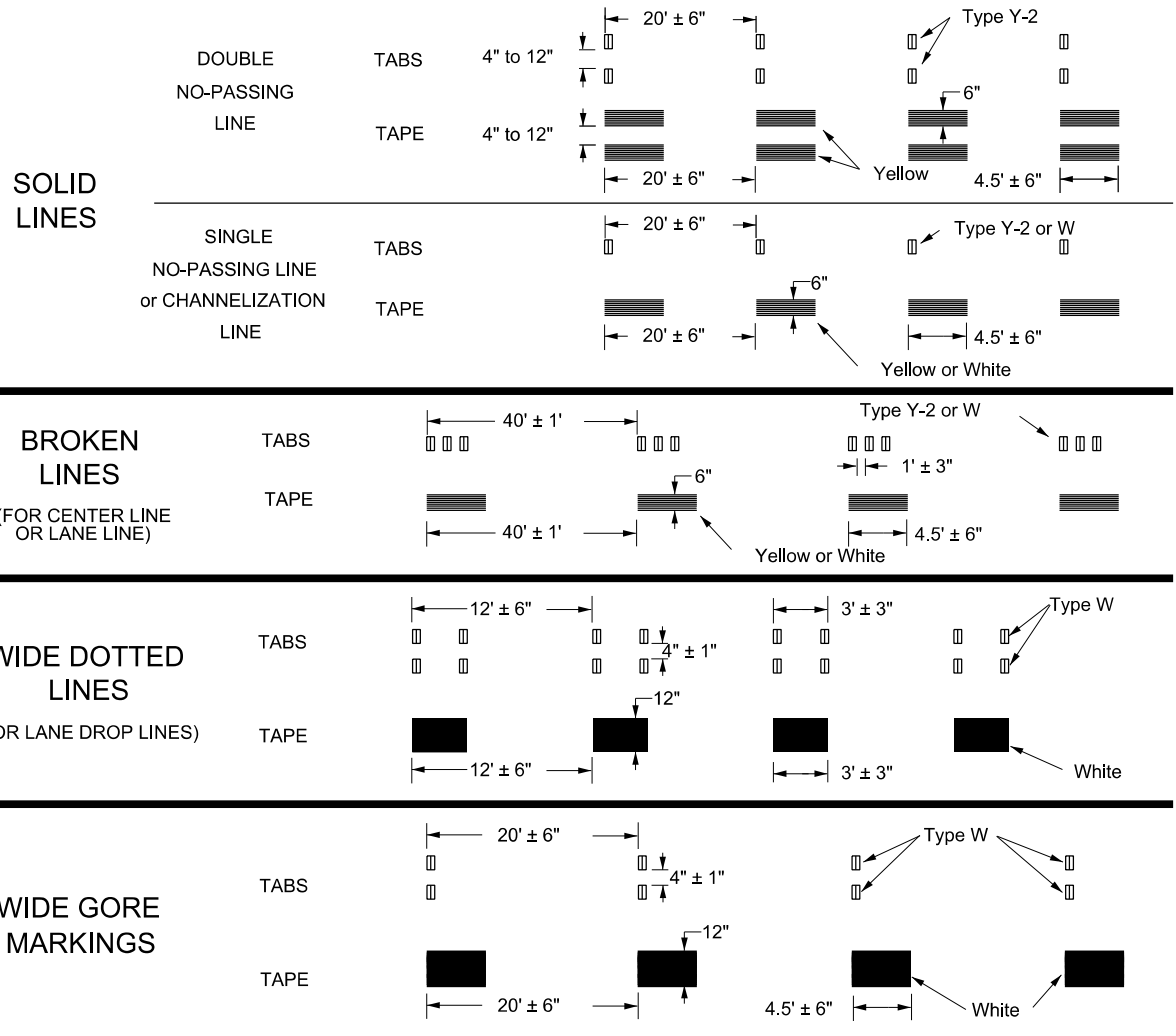 SOLID
LINES
DOUBLE
NO-PASSING
LINE
TABS
4" to 12"
20' ± 6"
Type Y-2
TAPE
4" to 12"
6"
Yellow
20' ± 6"
4.5' ± 6"
SINGLE
NO-PASSING LINE
or CHANNELIZATION
LINE
TABS
20' ± 6"
Type Y-2 or W
TAPE
6"
20' ± 6"
4.5' ± 6"
Yellow or White
BROKEN
LINES
(FOR CENTER LINE
OR LANE LINE)
TABS
40' ± 1'
Type Y-2 or W
1' ± 3"
TAPE
6"
40' ± 1'
4.5' ± 6"
Yellow or White
WIDE DOTTED
LINES
OR LANE DROP LINES)
TABS
12' ± 6"
3' ± 3"
Type W
4" ± 1"
TAPE
12"
12' ± 6"
3' ± 3"
White
WIDE GORE
MARKINGS
TABS
20' ± 6"
Type W
4" ± 1"
TAPE
12"
20' ± 6"
4.5' ± 6"
White